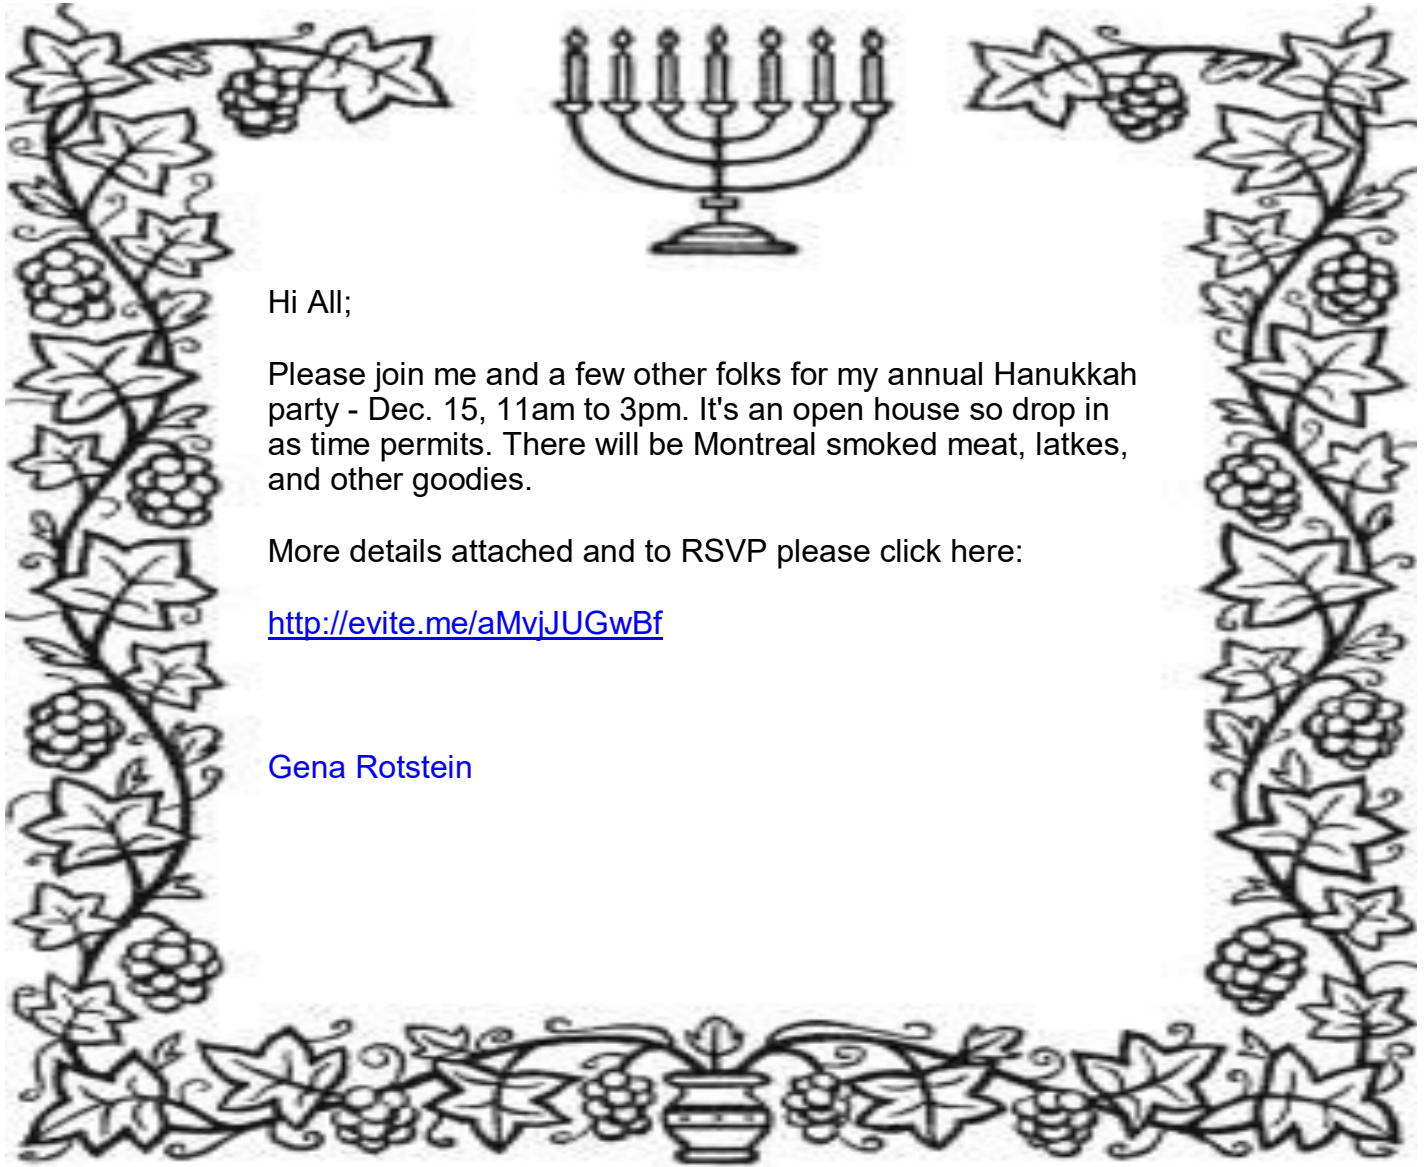 Hi All;
Please join me and a few other folks for my annual Hanukkah
party - Dec. 15, 11am to 3pm. It's an open house so drop in
as time permits. There will be Montreal smoked meat, latkes,
and other goodies.
More details attached and to RSVP please click here:
http://evite.me/aMvjJUGwBf
Gena Rotstein